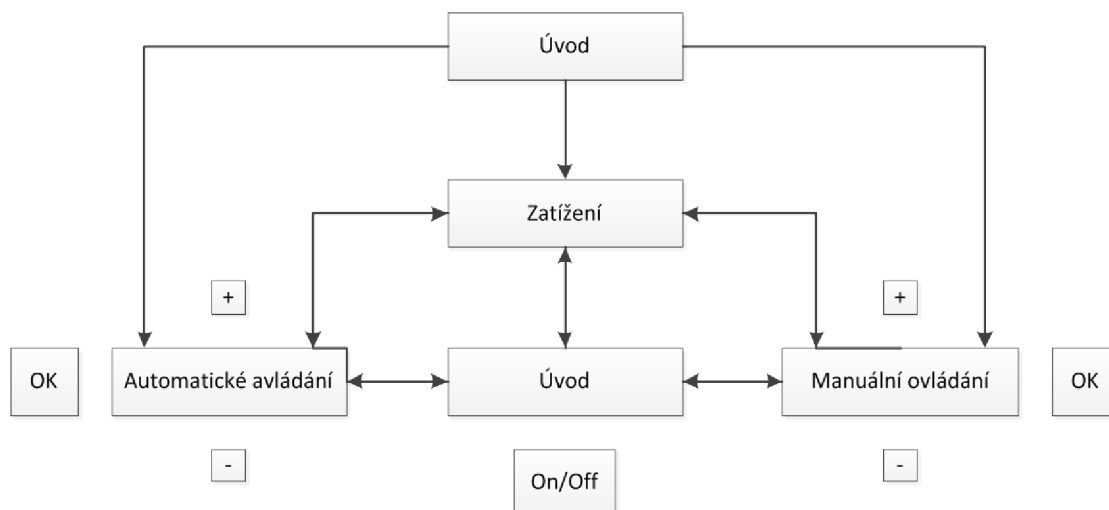 Úvod
Zatížení
+
+
OK
Automatické avládání
Úvod
Manuální ovládání
OK
-
-
On/Off